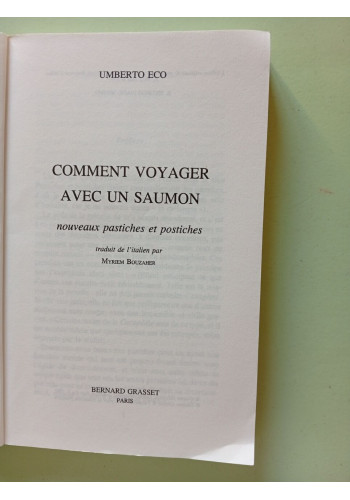 UMBERTO ECO
COMMENT VOYAGER
AVEC UN SAUMON
nouveaux pastiches et postiches
traduit de l'italien par
MYRIEM BOUZAHER
BERNARD GRASSET
PARIS